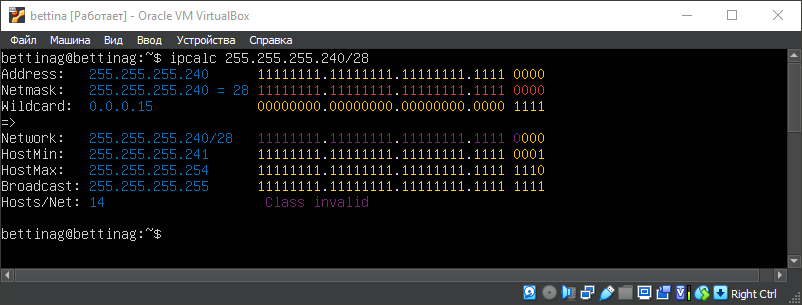 bettina [Работает] - Oracle VM VirtualBox
Файл Машина Вид Ввод Устройства Справка
bettinag@bettinag:~$ ipcalc 255.255.255.240/28
Address: 255.255.255.240 11111111.11111111.11111111.1111 0000
Netmask: 255.255.255.240 = 28 11111111.11111111.11111111.1111 0000
Wildcard: 0.0.0.15 00000000.00000000.00000000.0000 1111
=>
Network: 255.255.255.240/28 11111111.11111111.11111111.1111 0000
HostMin: 255.255.255.241 11111111.11111111.11111111.1111 0001
HostMax: 255.255.255.254 11111111.11111111.11111111.1111 1110
Broadcast: 255.255.255.255 11111111.11111111.11111111.1111 1111
Hosts/Net: 14 Class invalid
bettinag@bettinag:~$
Right Ctrl